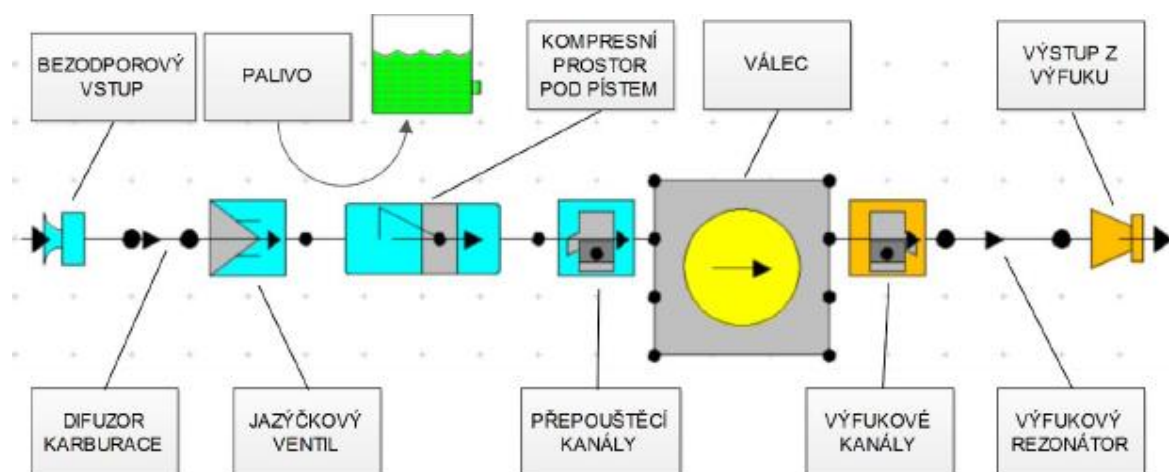 BEZODPOROVÝ
VSTUP
PALIVO
KOMPRESNÍ
PROSTOR
POD PÍSTEM
VÁLEC
VÝSTUP Z
VÝFUKU
DIFUZOR
KARBURACE
JAZÝČKOVÝ
VENTIL
PŘEPOUŠTĚCÍ
KANÁLY
VÝFUKOVÉ
KANÁLY
VÝFUKOVÝ
REZONÁTOR